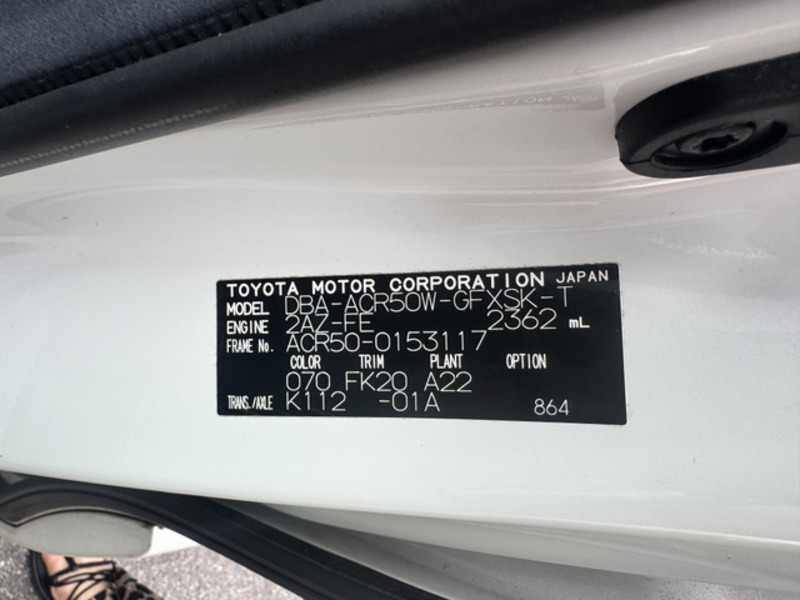 TOYOTA MOTOR CORPORATION JAPAN
MODEL DBA-ACR50W-GFXSK-T
ENGINE 2AZ-FE 2362 mL
FRAME No. ACR50-0153117
COLOR TRIM PLANT OPTION
070 FK20 A22
TRANS./AXLE K112 -01A 864